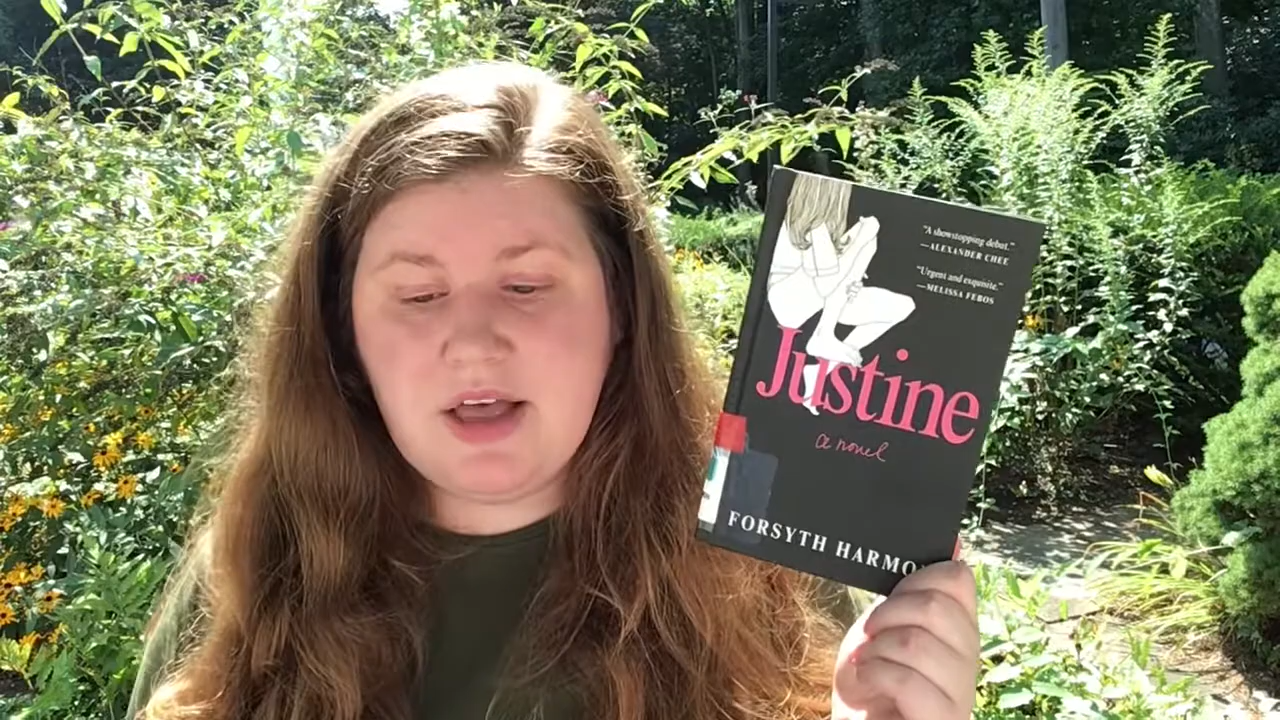 "A showstopping debut."
—ALEXANDER CHEE
"Urgent and exquisite."
—MELISSA FEBOS
Justine
a novel
FORSYTH HARMO